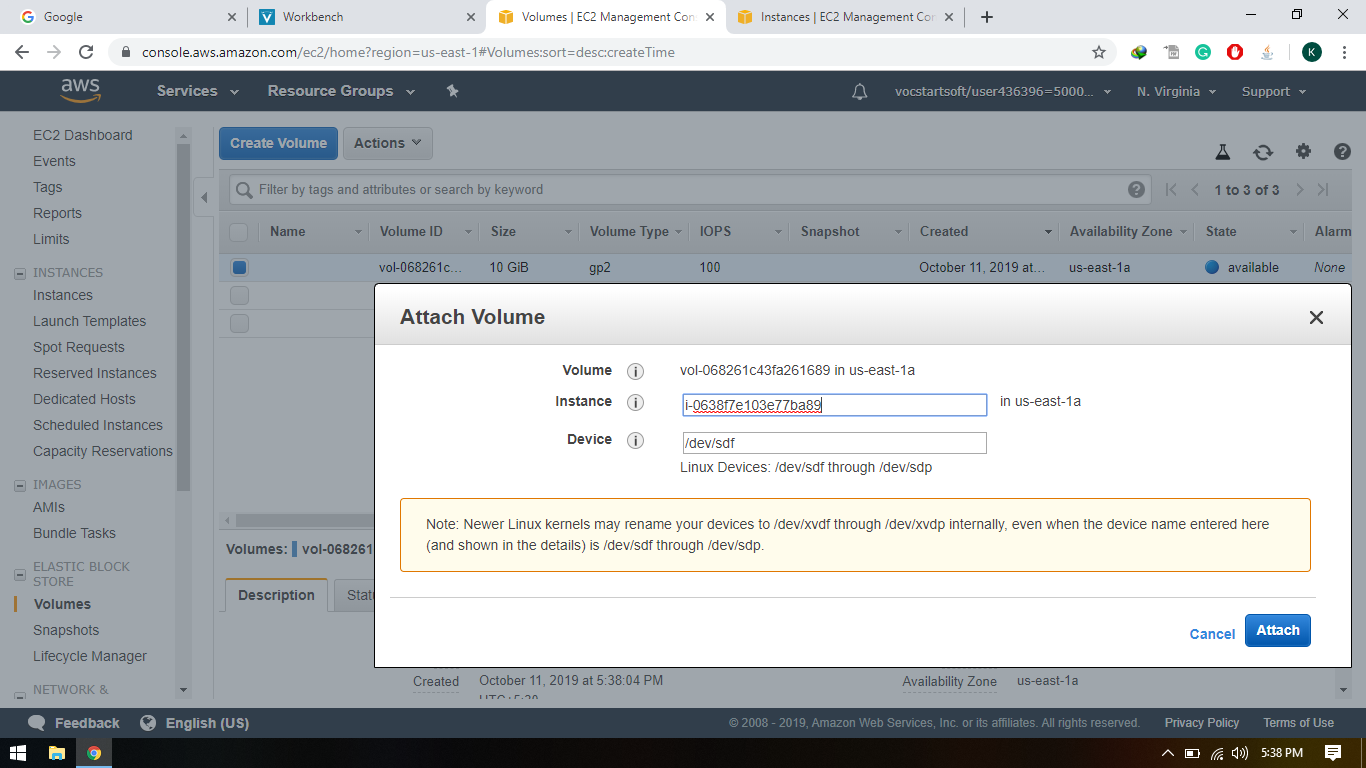 Google
Workbench
Volumes | EC2 Management Con
Instances | EC2 Management Con
console.aws.amazon.com/ec2/home?region=us-east-1#Volumes:sort=desc:createTime
K
aws
Services
Resource Groups
vocstartsoft/user436396=5000...
N. Virginia
Support
EC2 Dashboard
Events
Tags
Reports
Limits
INSTANCES
Instances
Launch Templates
Spot Requests
Reserved Instances
Dedicated Hosts
Scheduled Instances
Capacity Reservations
IMAGES
AMIs
Bundle Tasks
ELASTIC BLOCK
STORE
Volumes
Snapshots
Lifecycle Manager
NETWORK &
Create Volume
Actions
Filter by tags and attributes or search by keyword
1 to 3 of 3
Name Volume ID Size Volume Type IOPS Snapshot Created Availability Zone State Alarm
vol-068261c... 10 GiB gp2 100 October 11, 2019 at... us-east-1a available None
Attach Volume
Volume vol-068261c43fa261689 in us-east-1a
Instance i-0638f7e103e77ba89 in us-east-1a
Device /dev/sdf
Linux Devices: /dev/sdf through /dev/sdp
Note: Newer Linux kernels may rename your devices to /dev/xvdf through /dev/xvdp internally, even when the device name entered here
(and shown in the details) is /dev/sdf through /dev/sdp.
Cancel
Attach
Volumes: vol-068261
Description
Statu
Created October 11, 2019 at 5:38:04 PM
UTC+5:30
Availability Zone us-east-1a
Feedback
English (US)
© 2008 - 2019, Amazon Web Services, Inc. or its affiliates. All rights reserved.
Privacy Policy
Terms of Use
5:38 PM